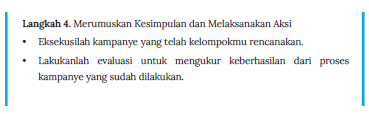 Langkah 4. Merumuskan Kesimpulan dan Melaksanakan Aksi
• Eksekusilah kampanye yang telah kelompokmu rencanakan.
• Lakukanlah evaluasi untuk mengukur keberhasilan dari proses
kampanye yang sudah dilakukan.